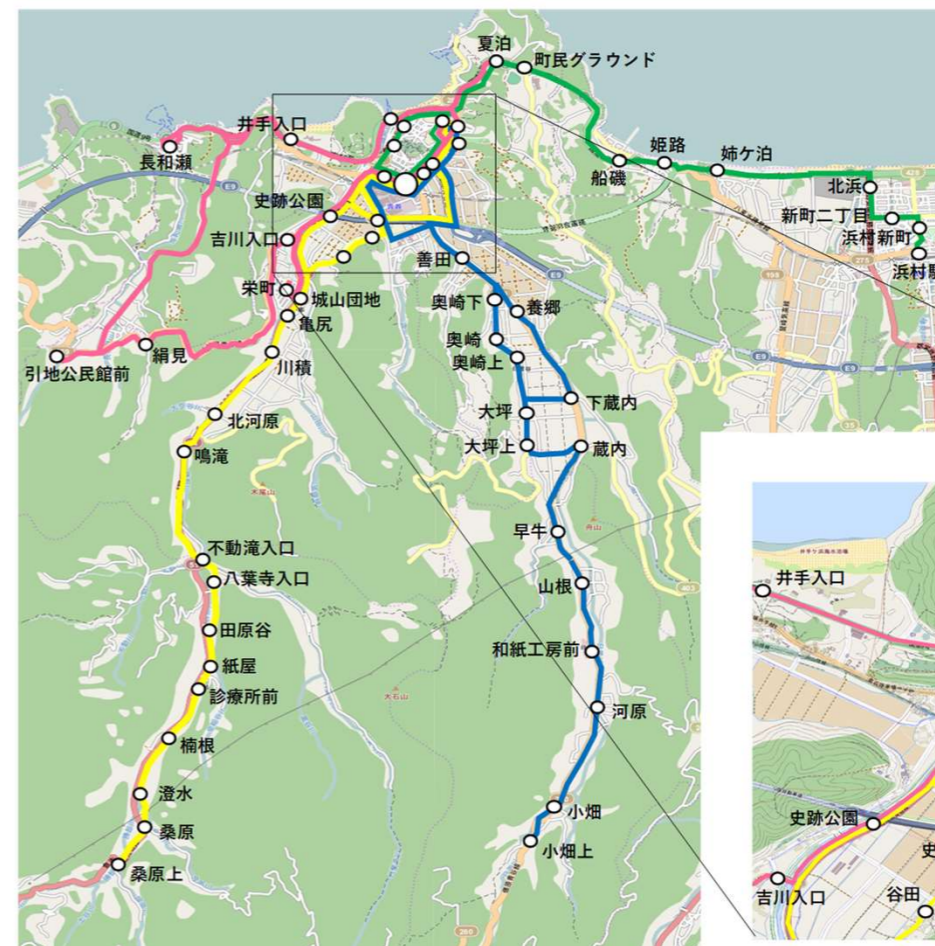 夏泊
町民グラウンド
井手入口
長和瀬
姫路
姉ケ泊
船磯
北浜
新町二丁目
浜村新町
浜村
史跡公園
吉川入口
善田
栄町
城山団地
亀尻
奥崎下
養郷
奥崎
奥崎上
絹見
引地公民館前
川積
北河原
大坪
下蔵内
大坪上
蔵内
鳴滝
早牛
不動滝入口
八葉寺入口
山根
田原谷
和紙工房前
紙屋
診療所前
河原
楠根
澄水
小畑
桑原
小畑上
桑原上
井手入口
史跡公園
史
吉川入口
谷田
E9
E9
E9